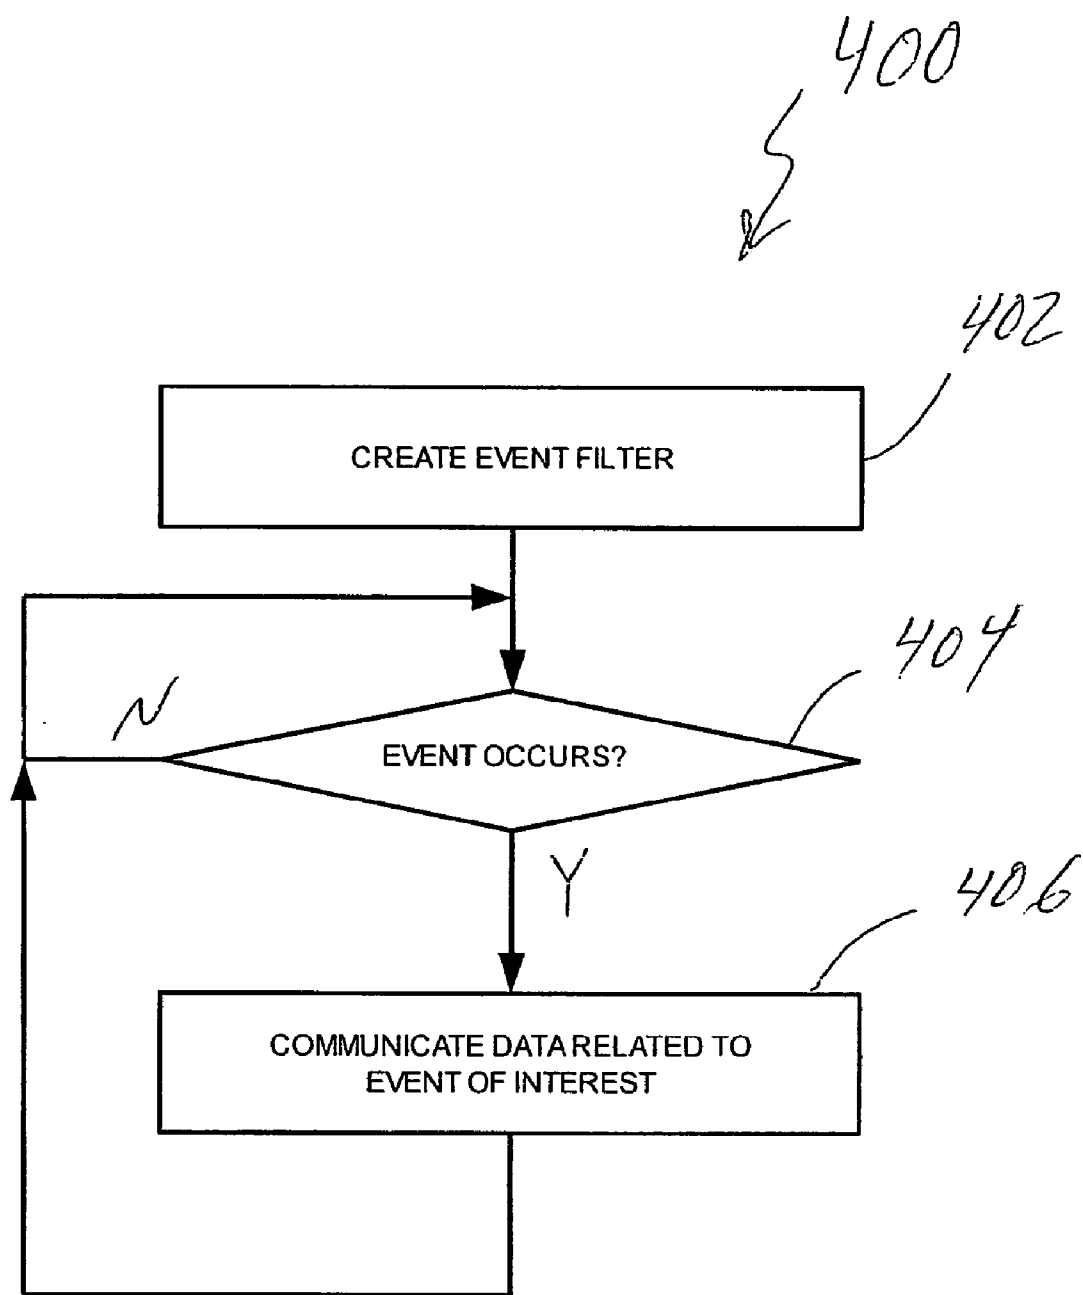 400
402
CREATE EVENT FILTER
404
N
EVENT OCCURS?
Y
406
COMMUNICATE DATA RELATED TO
EVENT OF INTEREST